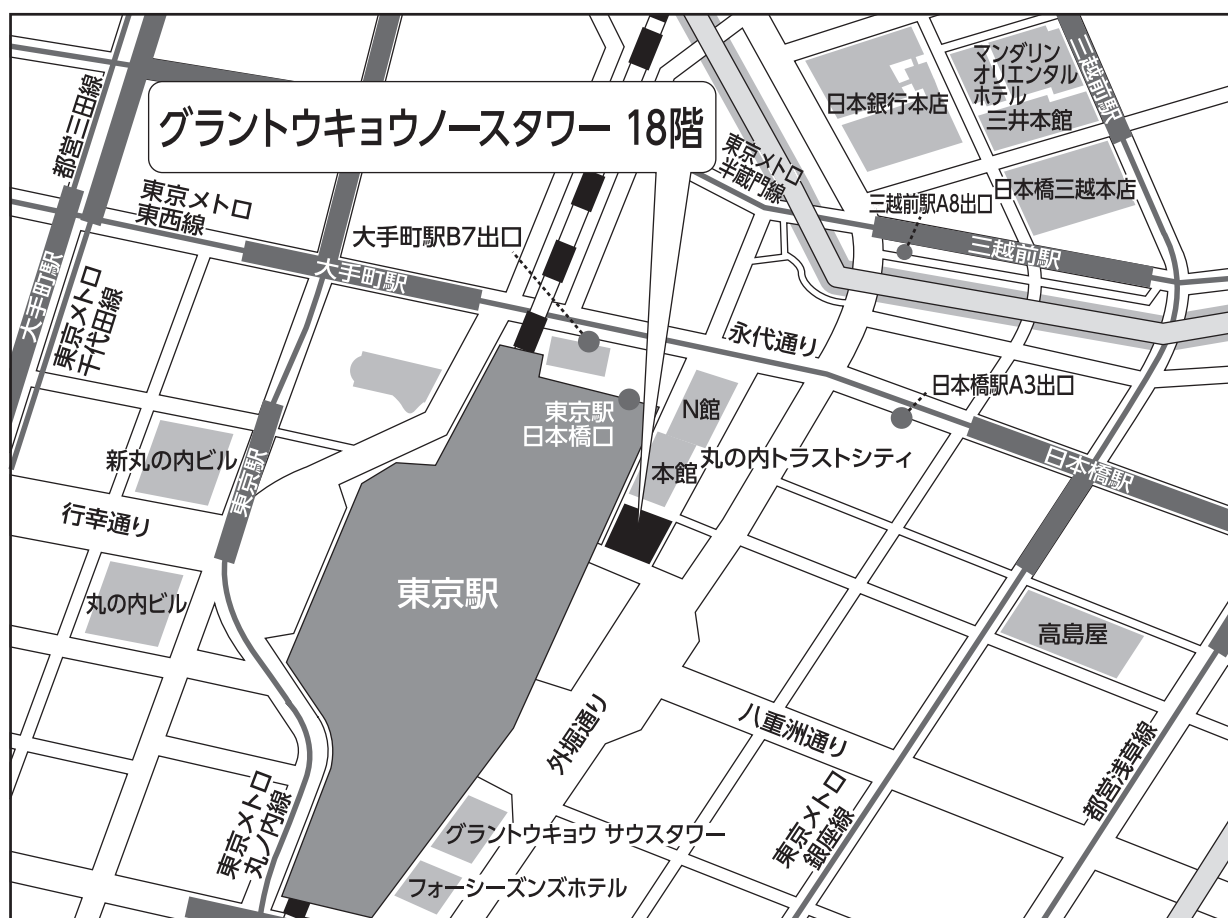 マンダリン
オリエンタル
ホテル
三井本館
三越前駅
日本銀行本店
都営三田線
グラントウキョウノースタワー 18階
東京メトロ
半蔵門線
日本橋三越本店
三越前駅A8出口
三越前駅
東京メトロ
東西線
大手町駅B7出口
大手町駅
大手町駅
東京メトロ
千代田線
永代通り
日本橋駅A3出口
東京駅
日本橋口
N館
本館
丸の内トラストシティ
日本橋駅
新丸の内ビル
東京駅
行幸通り
東京駅
丸の内ビル
高島屋
外堀通り
八重洲通り
都営浅草線
東京メトロ
丸ノ内線
東京メトロ
銀座線
グラントウキョウ サウスタワー
フォーシーズンズホテル